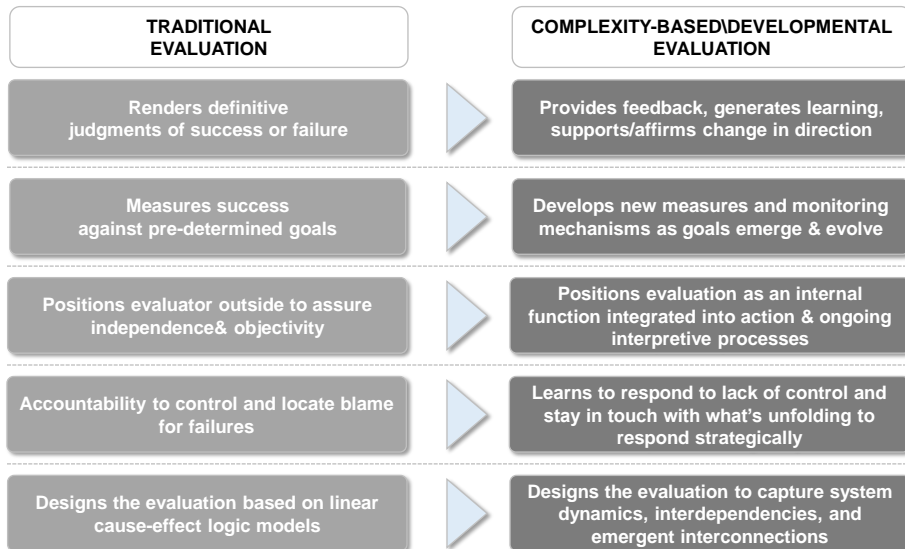 TRADITIONAL
EVALUATION
COMPLEXITY-BASED\DEVELOPMENTAL
EVALUATION
Renders definitive
judgments of success or failure
Provides feedback, generates learning,
supports/affirms change in direction
Measures success
against pre-determined goals
Develops new measures and monitoring
mechanisms as goals emerge & evolve
Positions evaluator outside to assure
independence& objectivity
Positions evaluation as an internal
function integrated into action & ongoing
interpretive processes
Accountability to control and locate blame
for failures
Learns to respond to lack of control and
stay in touch with what's unfolding to
respond strategically
Designs the evaluation based on linear
cause-effect logic models
Designs the evaluation to capture system
dynamics, interdependencies, and
emergent interconnections